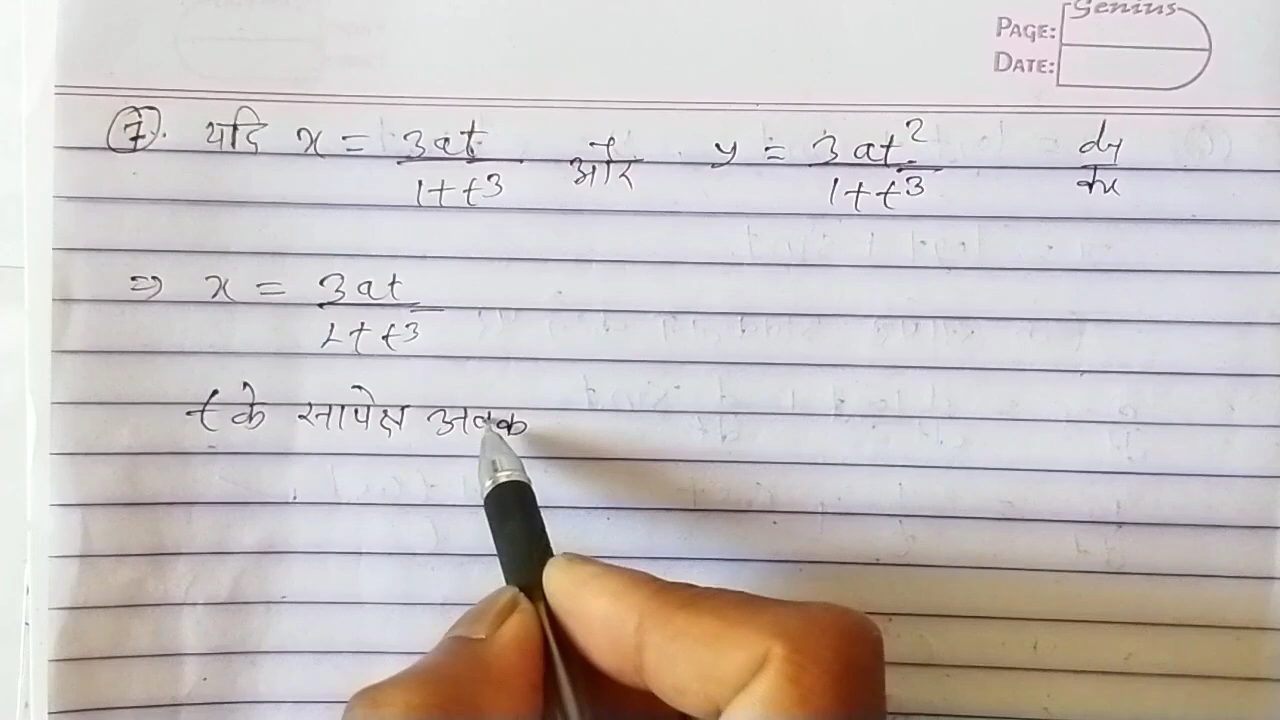 Genius
PAGE:
DATE:
7. यदि x = 3at / 1+t³ और y = 3at² / 1+t³ dy/dx
⇒ x = 3at / 1+t³
t के सापेक्ष अवक